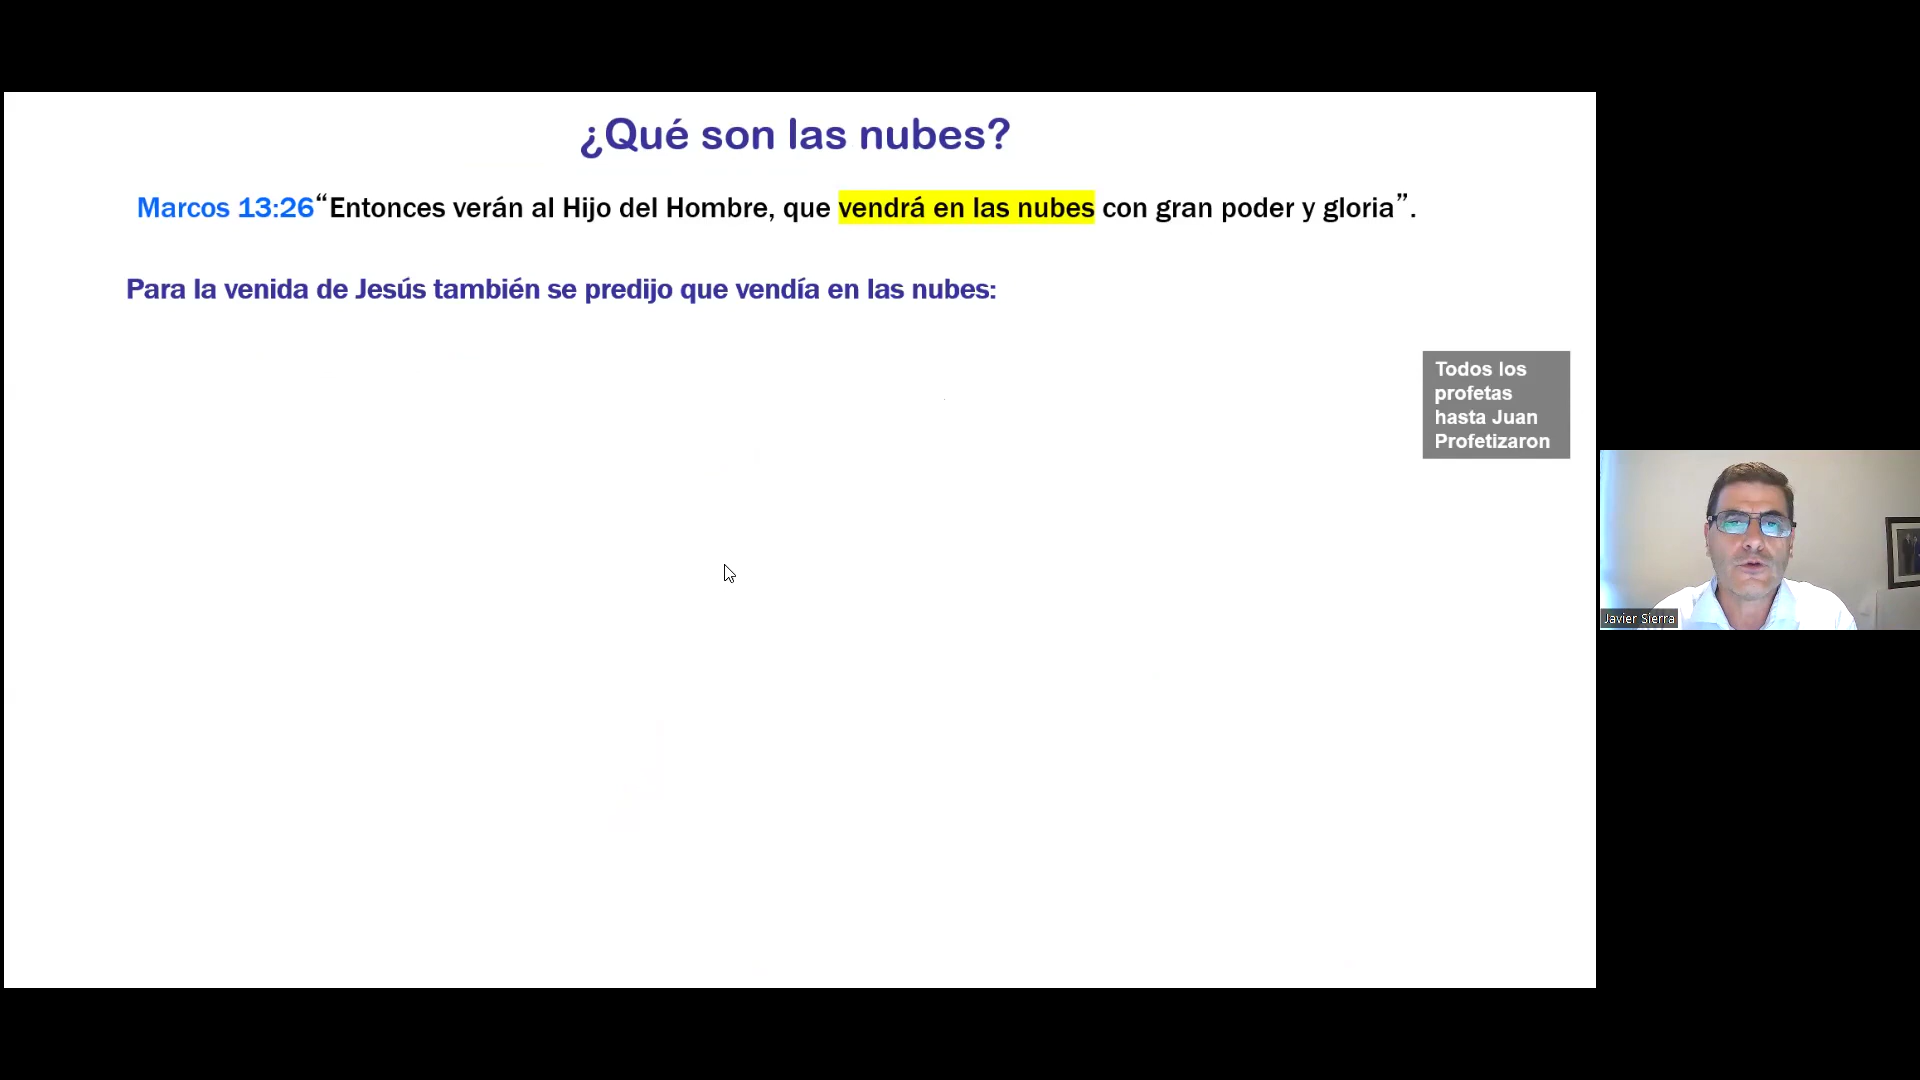 ¿Qué son las nubes?
Marcos 13:26“Entonces verán al Hijo del Hombre, que vendrá en las nubes con gran poder y gloria”.
Para la venida de Jesús también se predijo que vendía en las nubes:
Todos los
profetas
hasta Juan
Profetizaron
Javier Sierra